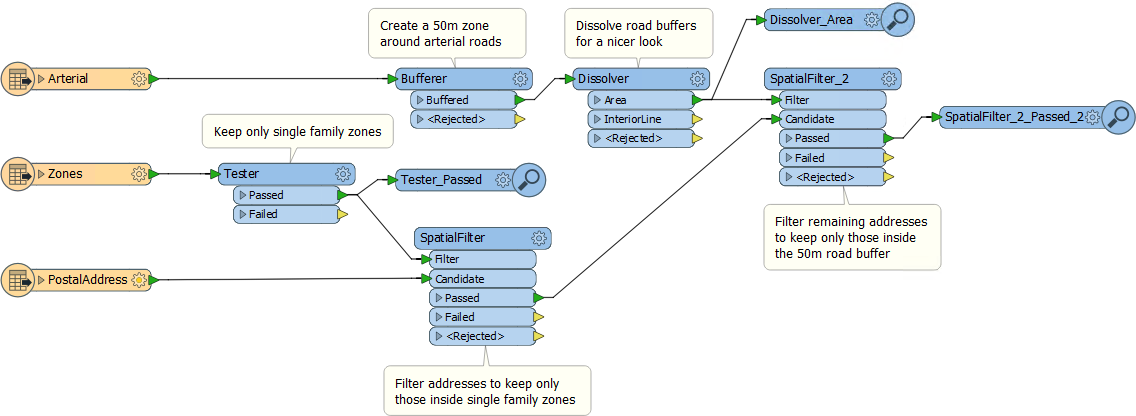 Create a 50m zone
around arterial roads
Dissolve road buffers
for a nicer look
Dissolver_Area
Arterial
Bufferer
Buffered
<Rejected>
Dissolver
Area
InteriorLine
<Rejected>
SpatialFilter_2
Filter
Candidate
Passed
Failed
<Rejected>
SpatialFilter_2_Passed_2
Keep only single family zones
Zones
Tester
Passed
Failed
Tester_Passed
Filter remaining addresses
to keep only those inside
the 50m road buffer
PostalAddress
SpatialFilter
Filter
Candidate
Passed
Failed
<Rejected>
Filter addresses to keep only
those inside single family zones